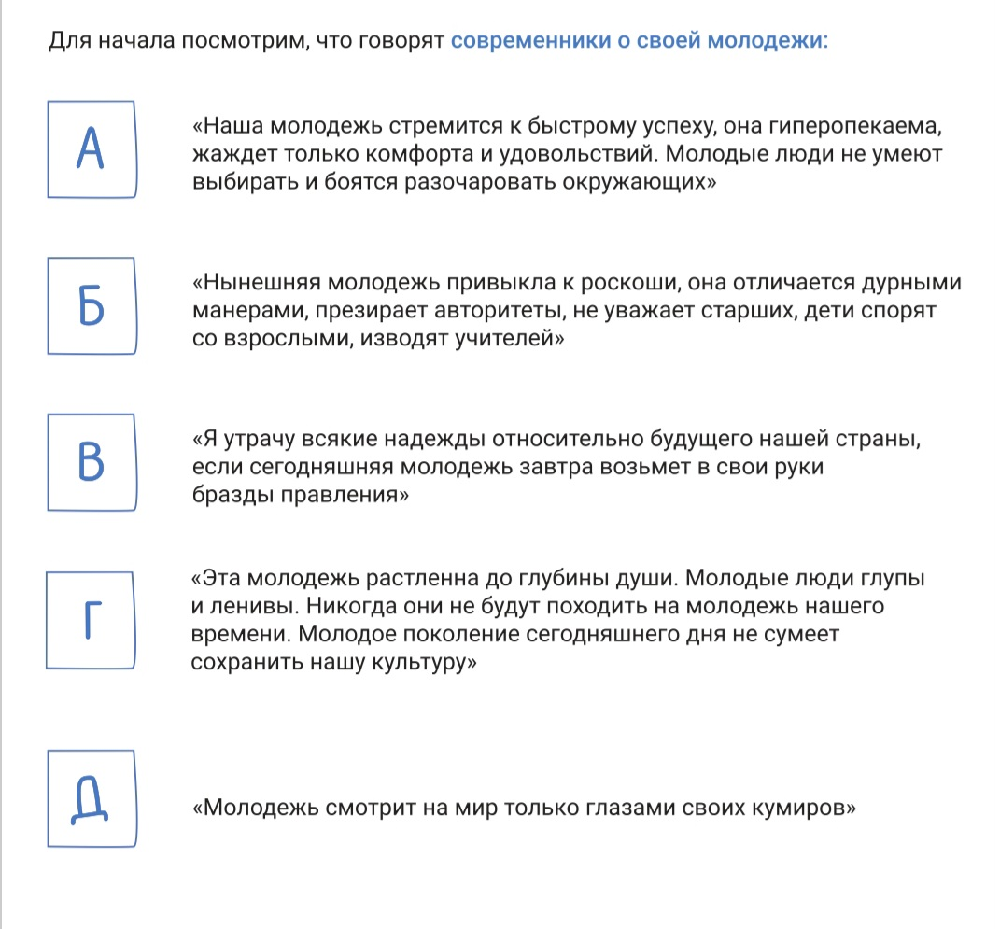 Для начала посмотрим, что говорят современники о своей молодежи:
А
«Наша молодежь стремится к быстрому успеху, она гиперопекаема,
жаждет только комфорта и удовольствий. Молодые люди не умеют
выбирать и боятся разочаровать окружающих»
Б
«Нынешняя молодежь привыкла к роскоши, она отличается дурными
манерами, презирает авторитеты, не уважает старших, дети спорят
со взрослыми, изводят учителей»
В
«Я утрачу всякие надежды относительно будущего нашей страны,
если сегодняшняя молодежь завтра возьмет в свои руки
бразды правления»
Г
«Эта молодежь растленна до глубины души. Молодые люди глупы
и ленивы. Никогда они не будут походить на молодежь нашего
времени. Молодое поколение сегодняшнего дня не сумеет
сохранить нашу культуру»
Д
«Молодежь смотрит на мир только глазами своих кумиров»